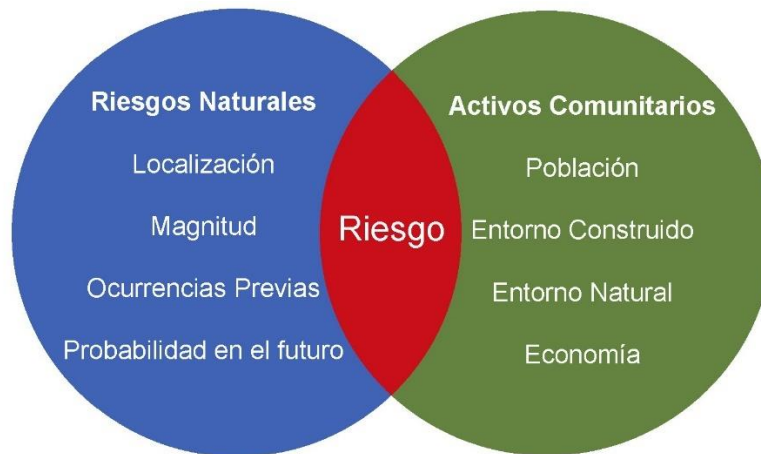 Riesgos Naturales
Localización
Magnitud
Ocurrencias Previas
Probabilidad en el futuro
Riesgo
Activos Comunitarios
Población
Entorno Construido
Entorno Natural
Economía